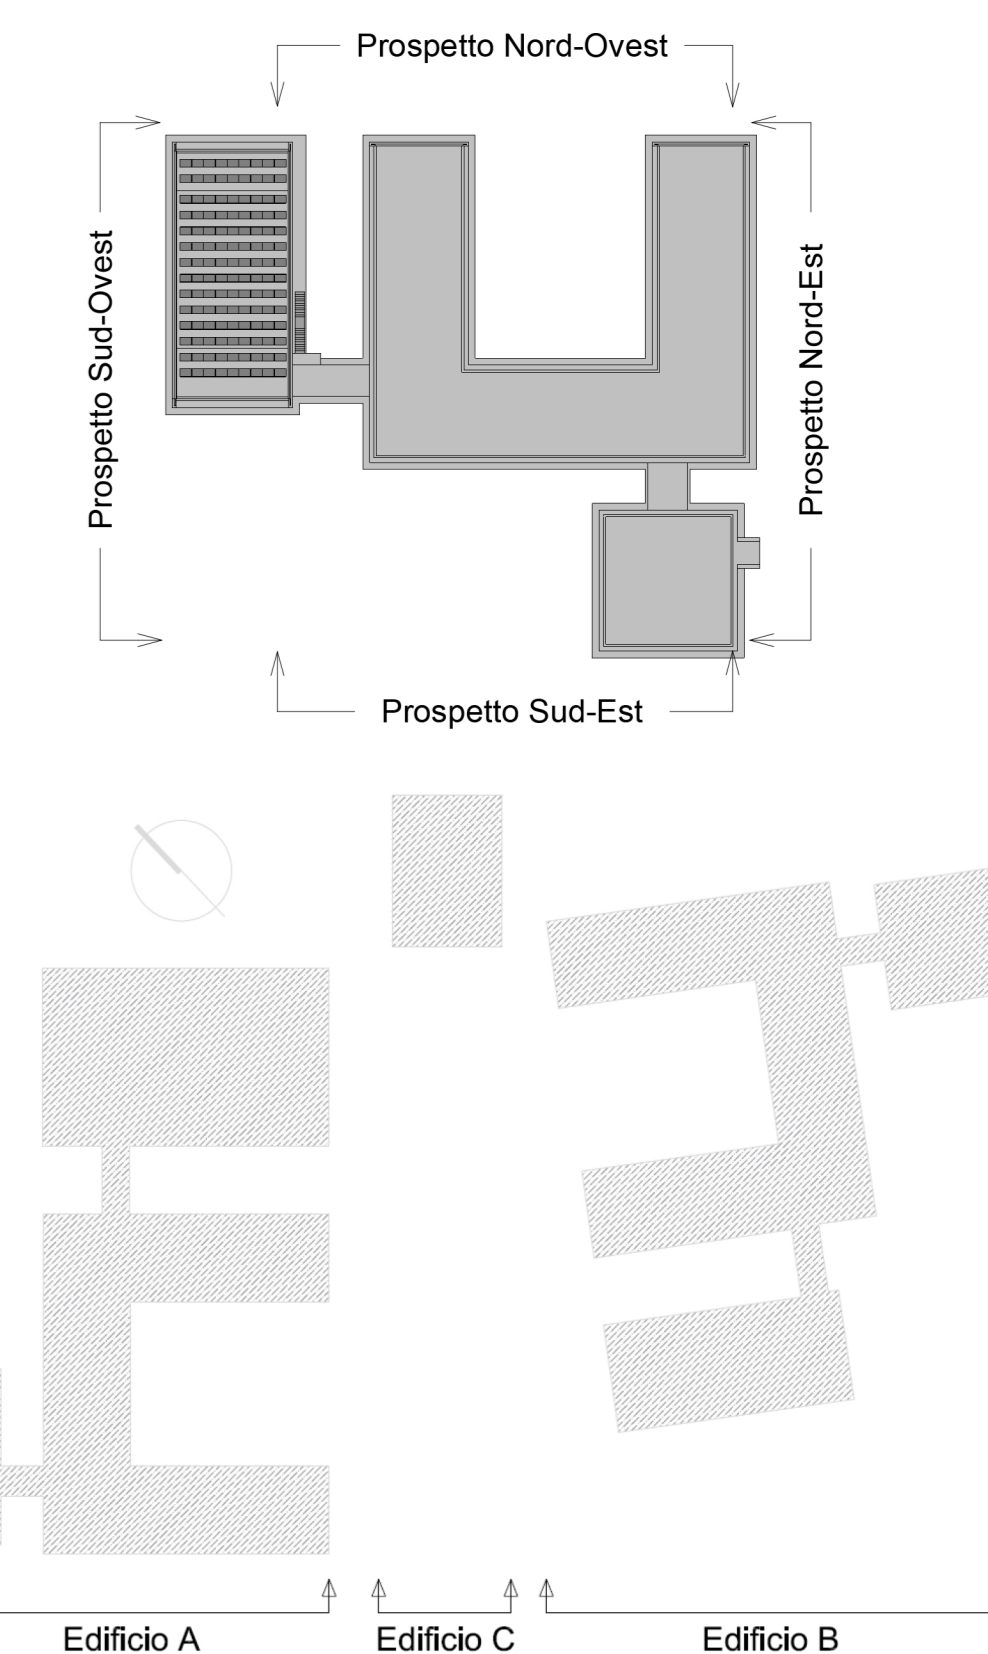 Prospetto Nord-Ovest
Prospetto Sud-Ovest
Prospetto Nord-Est
Prospetto Sud-Est
Edificio A
Edificio C
Edificio B